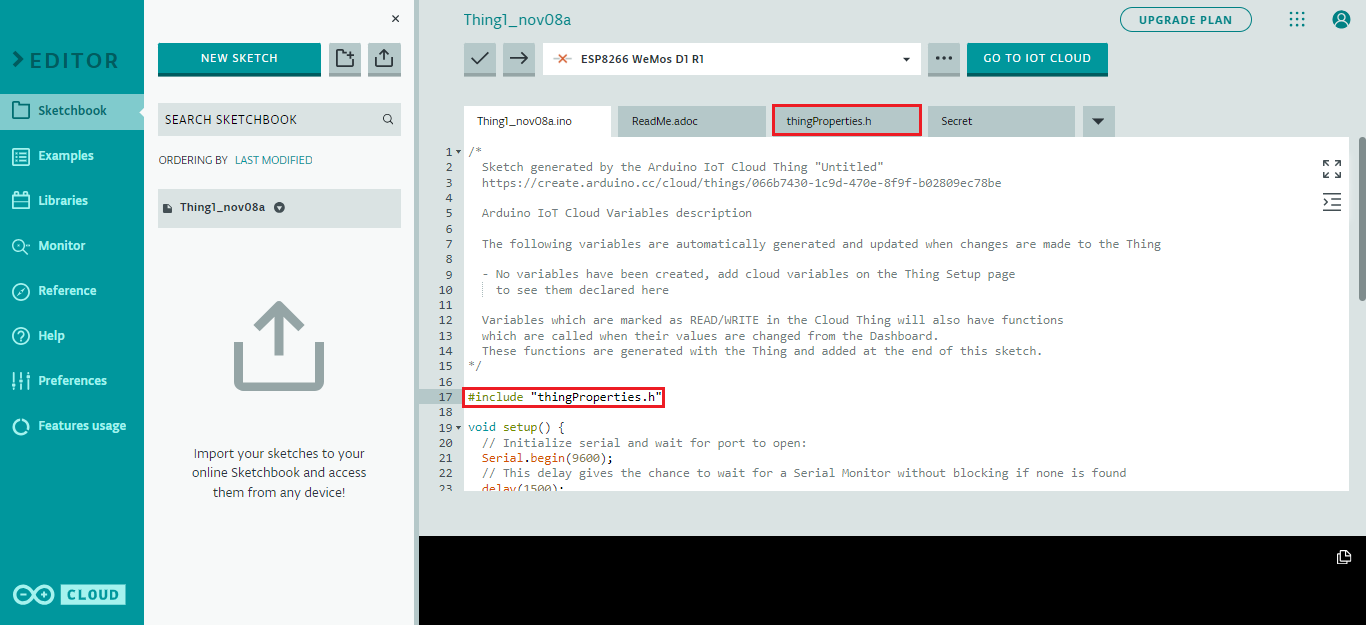 EDITOR
Sketchbook
Examples
Libraries
Monitor
Reference
Help
Preferences
Features usage
CLOUD
NEW SKETCH
SEARCH SKETCHBOOK
ORDERING BY LAST MODIFIED
Thing1_nov08a
Import your sketches to your
online Sketchbook and access
them from any device!
Thing1_nov08a
UPGRADE PLAN
ESP8266 WeMos D1 R1
GO TO IOT CLOUD
Thing1_nov08a.ino
ReadMe.adoc
thingProperties.h
Secret
1 /*
2 Sketch generated by the Arduino IoT Cloud Thing "Untitled"
3 https://create.arduino.cc/cloud/things/066b7430-1c9d-470e-8f9f-b02809ec78be
4
5 Arduino IoT Cloud Variables description
6
7 The following variables are automatically generated and updated when changes are made to the Thing
8
9 - No variables have been created, add cloud variables on the Thing Setup page
10 to see them declared here
11
12 Variables which are marked as READ/WRITE in the Cloud Thing will also have functions
13 which are called when their values are changed from the Dashboard.
14 These functions are generated with the Thing and added at the end of this sketch.
15 */
16
17 #include "thingProperties.h"
18
19 void setup() {
20 // Initialize serial and wait for port to open:
21 Serial.begin(9600);
22 // This delay gives the chance to wait for a Serial Monitor without blocking if none is found
23 delay(1500);